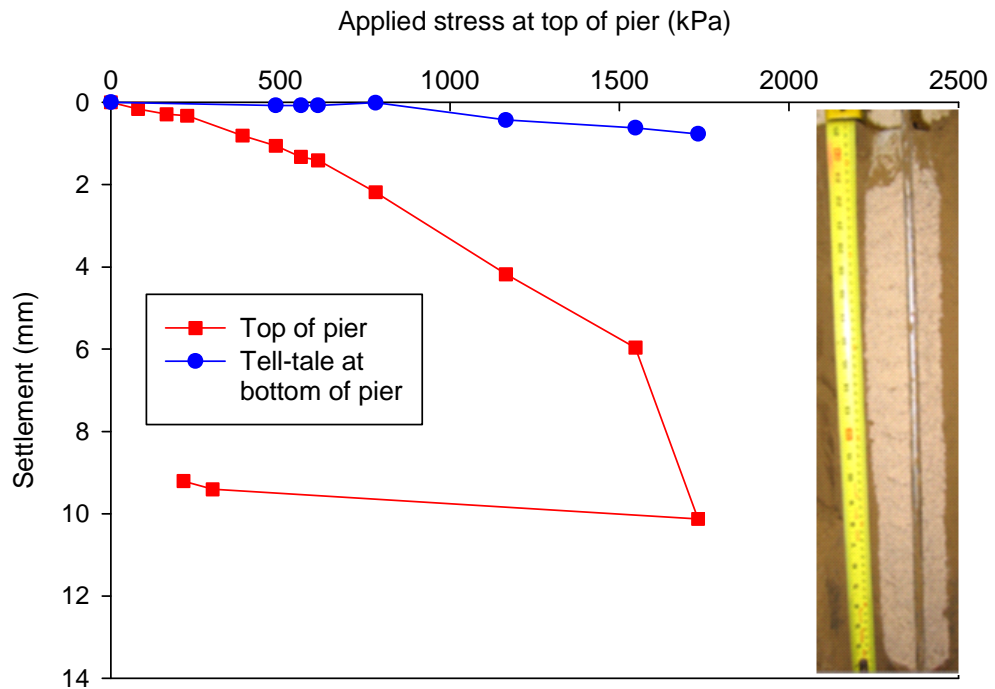 Applied stress at top of pier (kPa)
0 500 1000 1500 2000 2500
0
2
4
6
8
10
12
14
Settlement (mm)
Top of pier
Tell-tale at
bottom of pier